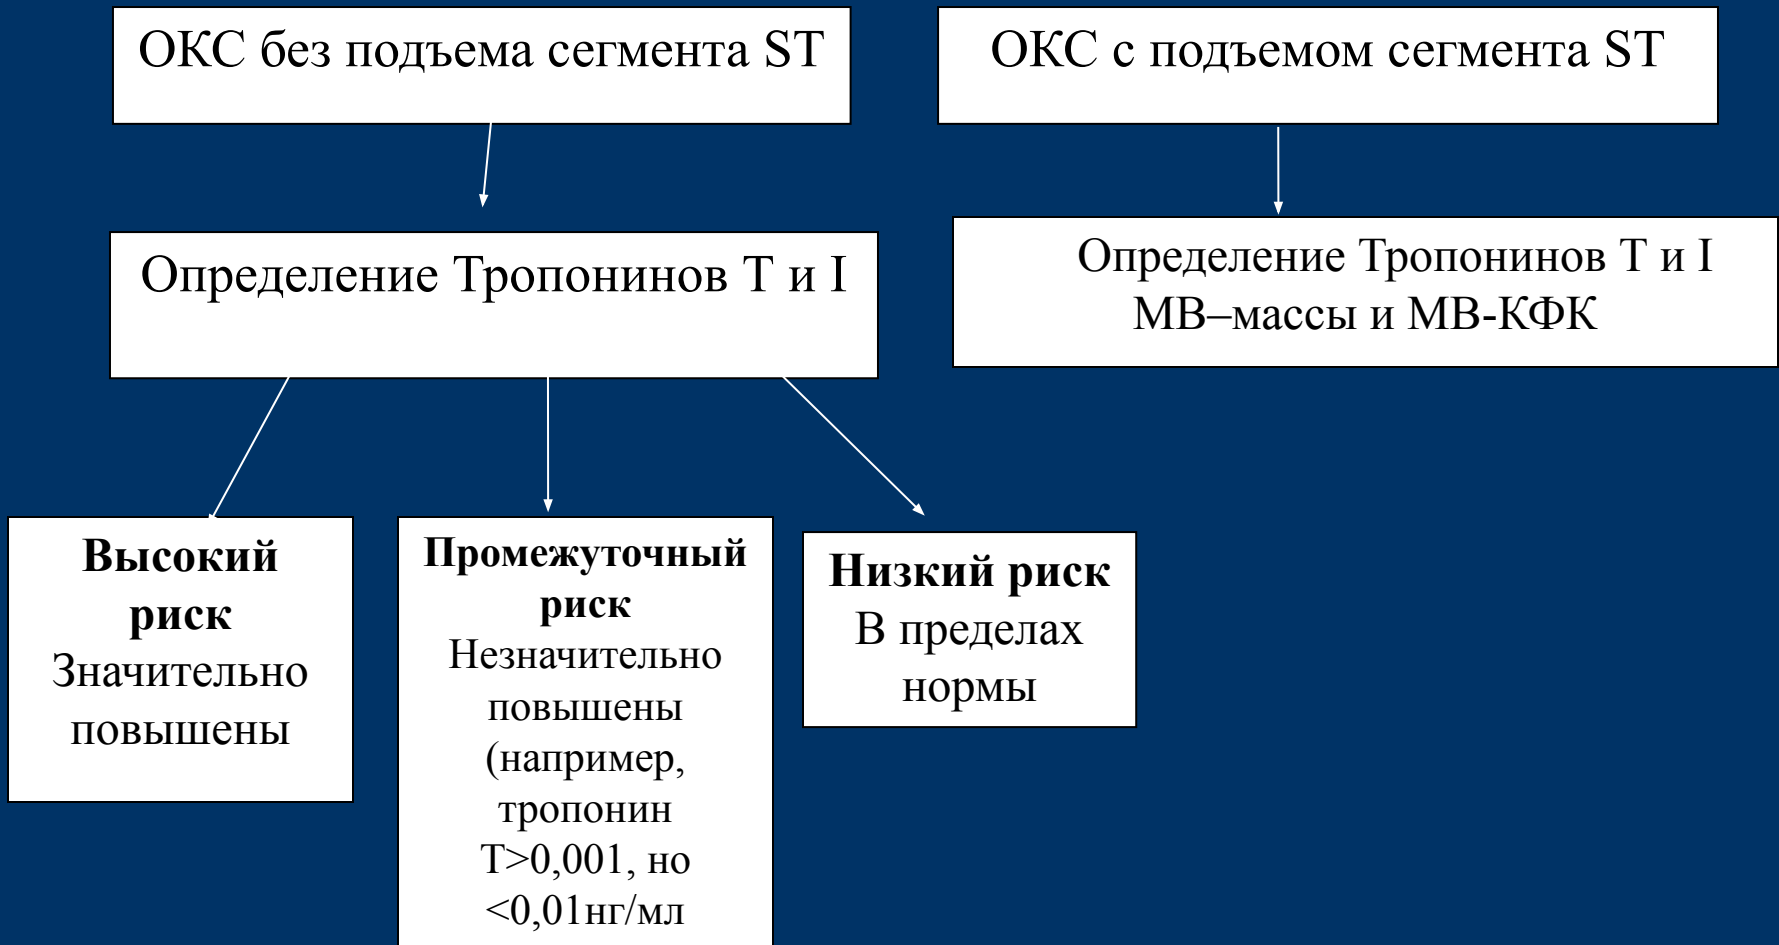 ОКС без подъема сегмента ST
ОКС с подъемом сегмента ST
Определение Тропонинов Т и I
Определение Тропонинов Т и I
МВ–массы и МВ-КФК
Высокий
риск
Значительно
повышены
Промежуточный
риск
Незначительно
повышены
(например,
тропонин
Т>0,001, но
<0,01нг/мл
Низкий риск
В пределах
нормы